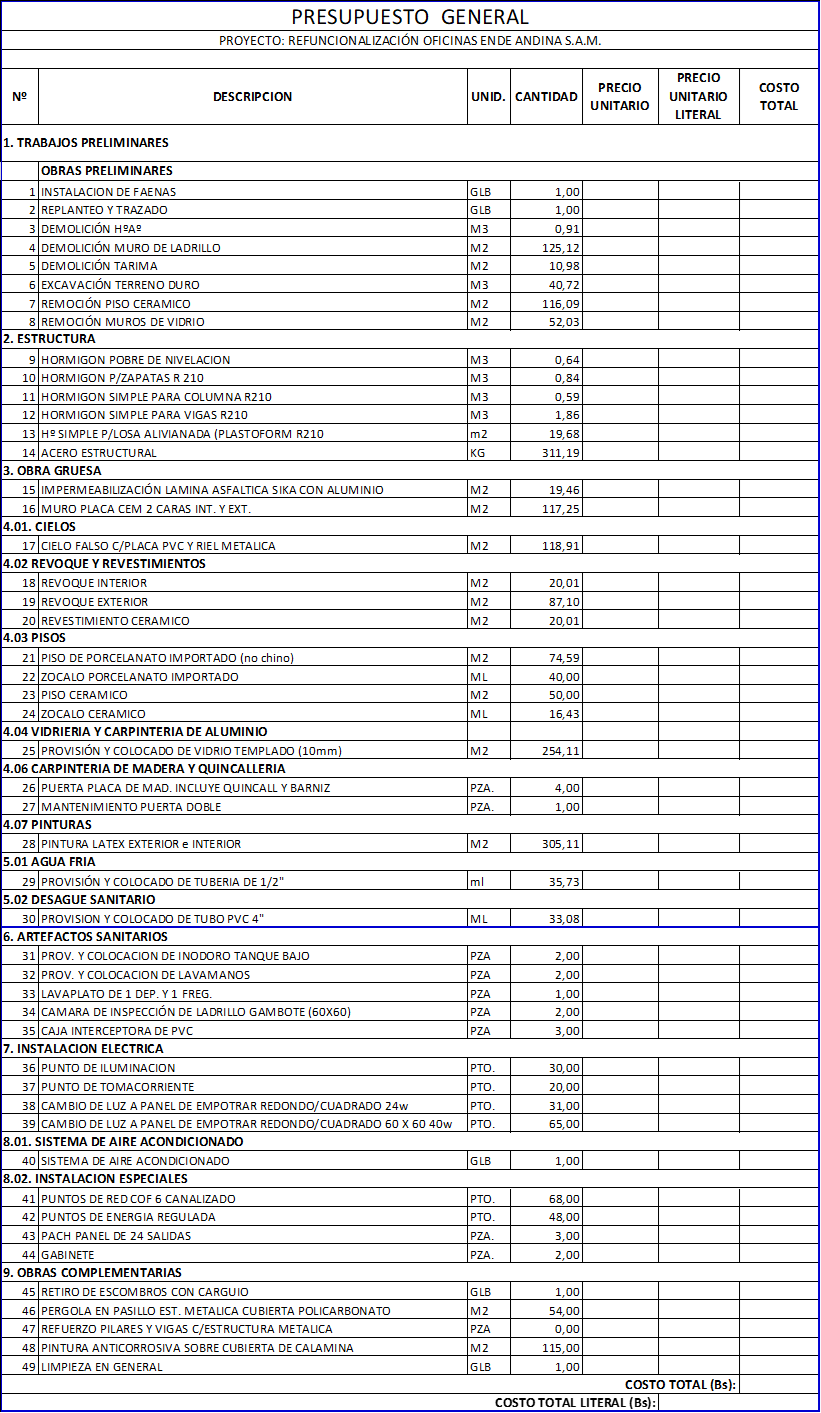 PRESUPUESTO GENERAL
PROYECTO: REFUNCIONALIZACIÓN OFICINAS ENDE ANDINA S.A.M.
Nº DESCRIPCION UNID. CANTIDAD PRECIO UNITARIO PRECIO UNITARIO LITERAL COSTO TOTAL
1. TRABAJOS PRELIMINARES
OBRAS PRELIMINARES
1 INSTALACION DE FAENAS GLB 1,00
2 REPLANTEO Y TRAZADO GLB 1,00
3 DEMOLICIÓN HºAº M3 0,91
4 DEMOLICIÓN MURO DE LADRILLO M2 125,12
5 DEMOLICIÓN TARIMA M2 10,98
6 EXCAVACIÓN TERRENO DURO M3 40,72
7 REMOCIÓN PISO CERAMICO M2 116,09
8 REMOCIÓN MUROS DE VIDRIO M2 52,03
2. ESTRUCTURA
9 HORMIGON POBRE DE NIVELACION M3 0,64
10 HORMIGON P/ZAPATAS R 210 M3 0,84
11 HORMIGON SIMPLE PARA COLUMNA R210 M3 0,59
12 HORMIGON SIMPLE PARA VIGAS R210 M3 1,86
13 Hº SIMPLE P/LOSA ALIVIANADA (PLASTOFORM R210 m2 19,68
14 ACERO ESTRUCTURAL KG 311,19
3. OBRA GRUESA
15 IMPERMEABILIZACIÓN LAMINA ASFALTICA SIKA CON ALUMINIO M2 19,46
16 MURO PLACA CEM 2 CARAS INT. Y EXT. M2 117,25
4.01. CIELOS
17 CIELO FALSO C/PLACA PVC Y RIEL METALICA M2 118,91
4.02 REVOQUE Y REVESTIMIENTOS
18 REVOQUE INTERIOR M2 20,01
19 REVOQUE EXTERIOR M2 87,10
20 REVESTIMIENTO CERAMICO M2 20,01
4.03 PISOS
21 PISO DE PORCELANATO IMPORTADO (no chino) M2 74,59
22 ZOCALO PORCELANATO IMPORTADO ML 40,00
23 PISO CERAMICO M2 50,00
24 ZOCALO CERAMICO ML 16,43
4.04 VIDRIERIA Y CARPINTERIA DE ALUMINIO
25 PROVISIÓN Y COLOCADO DE VIDRIO TEMPLADO (10mm) M2 254,11
4.06 CARPINTERIA DE MADERA Y QUINCALLERIA
26 PUERTA PLACA DE MAD. INCLUYE QUINCALL Y BARNIZ PZA. 4,00
27 MANTENIMIENTO PUERTA DOBLE PZA. 1,00
4.07 PINTURAS
28 PINTURA LATEX EXTERIOR e INTERIOR M2 305,11
5.01 AGUA FRIA
29 PROVISIÓN Y COLOCADO DE TUBERIA DE 1/2" ml 35,73
5.02 DESAGUE SANITARIO
30 PROVISION Y COLOCADO DE TUBO PVC 4" ML 33,08
6. ARTEFACTOS SANITARIOS
31 PROV. Y COLOCACION DE INODORO TANQUE BAJO PZA 2,00
32 PROV. Y COLOCACION DE LAVAMANOS PZA 2,00
33 LAVAPLATO DE 1 DEP. Y 1 FREG. PZA 1,00
34 CAMARA DE INSPECCIÓN DE LADRILLO GAMBOTE (60X60) PZA 2,00
35 CAJA INTERCEPTORA DE PVC PZA 3,00
7. INSTALACION ELECTRICA
36 PUNTO DE ILUMINACION PTO. 30,00
37 PUNTO DE TOMACORRIENTE PTO. 20,00
38 CAMBIO DE LUZ A PANEL DE EMPOTRAR REDONDO/CUADRADO 24w PTO. 31,00
39 CAMBIO DE LUZ A PANEL DE EMPOTRAR REDONDO/CUADRADO 60 X 60 40w PTO. 65,00
8.01. SISTEMA DE AIRE ACONDICIONADO
40 SISTEMA DE AIRE ACONDICIONADO GLB 1,00
8.02. INSTALACION ESPECIALES
41 PUNTOS DE RED COF 6 CANALIZADO PTO. 68,00
42 PUNTOS DE ENERGIA REGULADA PTO. 48,00
43 PACH PANEL DE 24 SALIDAS PZA. 3,00
44 GABINETE PZA. 2,00
9. OBRAS COMPLEMENTARIAS
45 RETIRO DE ESCOMBROS CON CARGUIO GLB 1,00
46 PERGOLA EN PASILLO EST. METALICA CUBIERTA POLICARBONATO M2 54,00
47 REFUERZO PILARES Y VIGAS C/ESTRUCTURA METALICA PZA 0,00
48 PINTURA ANTICORROSIVA SOBRE CUBIERTA DE CALAMINA M2 115,00
49 LIMPIEZA EN GENERAL GLB 1,00
COSTO TOTAL (Bs):
COSTO TOTAL LITERAL (Bs):